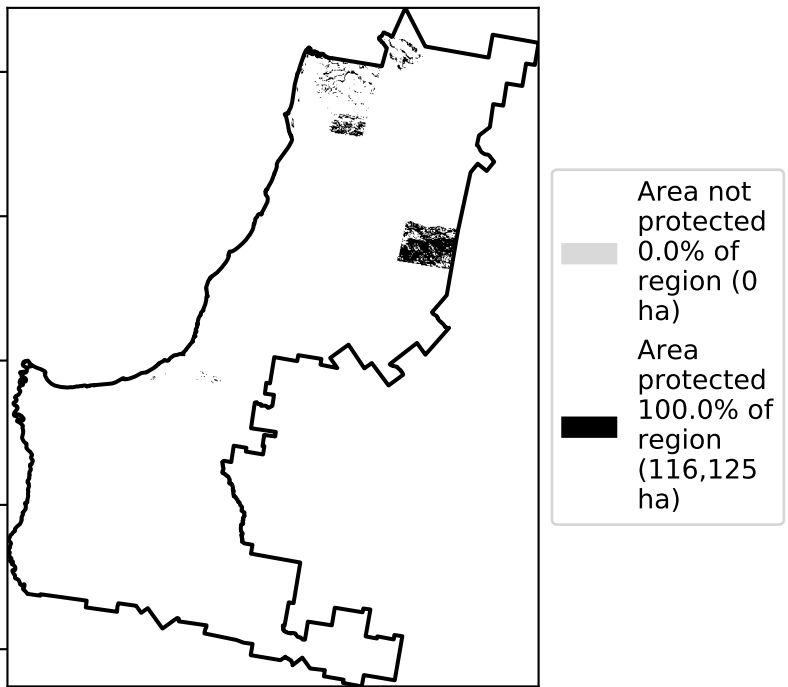 Area not
protected
0.0% of
region (0
ha)
Area
protected
100.0% of
region
(116,125
ha)